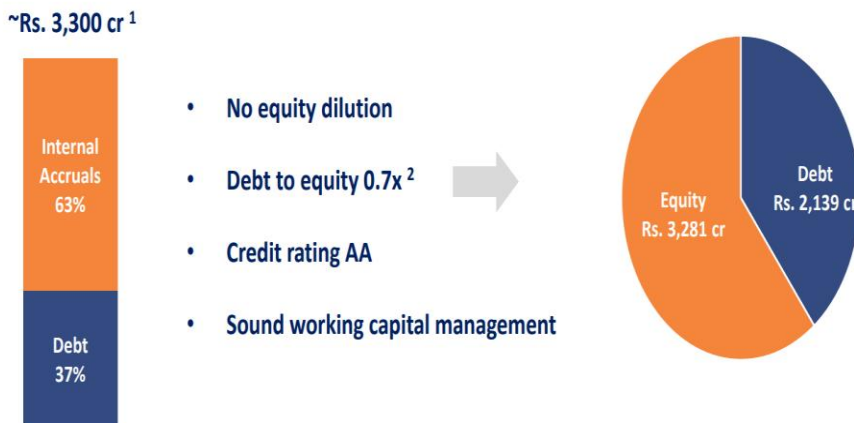 ~Rs. 3,300 cr 1
Internal
Accruals
63%
Debt
37%
• No equity dilution
• Debt to equity 0.7x 2
• Credit rating AA
• Sound working capital management
Equity
Rs. 3,281 cr
Debt
Rs. 2,139 cr